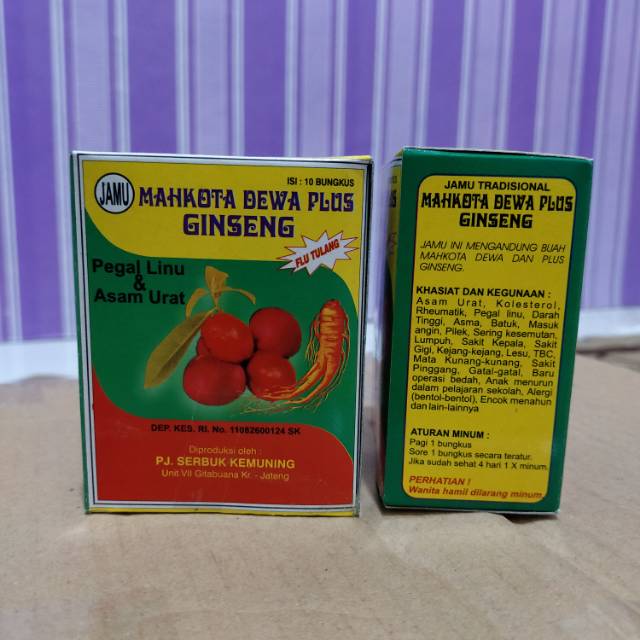 JAMU
ISI : 10 BUNGKUS
MAHKOTA DEWA PLUS
GINSENG
FLU TULANG
Pegal Linu
&
Asam Urat
DEP. KES. RI. No. 11082600124 SK
Diproduksi oleh :
PJ. SERBUK KEMUNING
Unit VII Gitabuana Kr. - Jateng
JAMU TRADISIONAL
MAHKOTA DEWA PLUS
GINSENG
JAMU INI MENGANDUNG BUAH
MAHKOTA DEWA DAN PLUS
GINSENG.
KHASIAT DAN KEGUNAAN :
Asam Urat, Kolesterol,
Rheumatik, Pegal linu, Darah
Tinggi, Asma, Batuk, Masuk
angin, Pilek, Sering kesemutan,
Lumpuh, Sakit Kepala, Sakit
Gigi, Kejang-kejang, Lesu, TBC,
Mata Kunang-kunang, Sakit
Pinggang, Gatal-gatal, Baru
operasi bedah, Anak menurun
dalam pelajaran sekolah, Alergi
(bentol-bentol), Encok menahun
dan lain-lainnya
ATURAN MINUM :
Pagi 1 bungkus
Sore 1 bungkus secara teratur.
Jika sudah sehat 4 hari 1 X minum.
PERHATIAN !
Wanita hamil dilarang minum